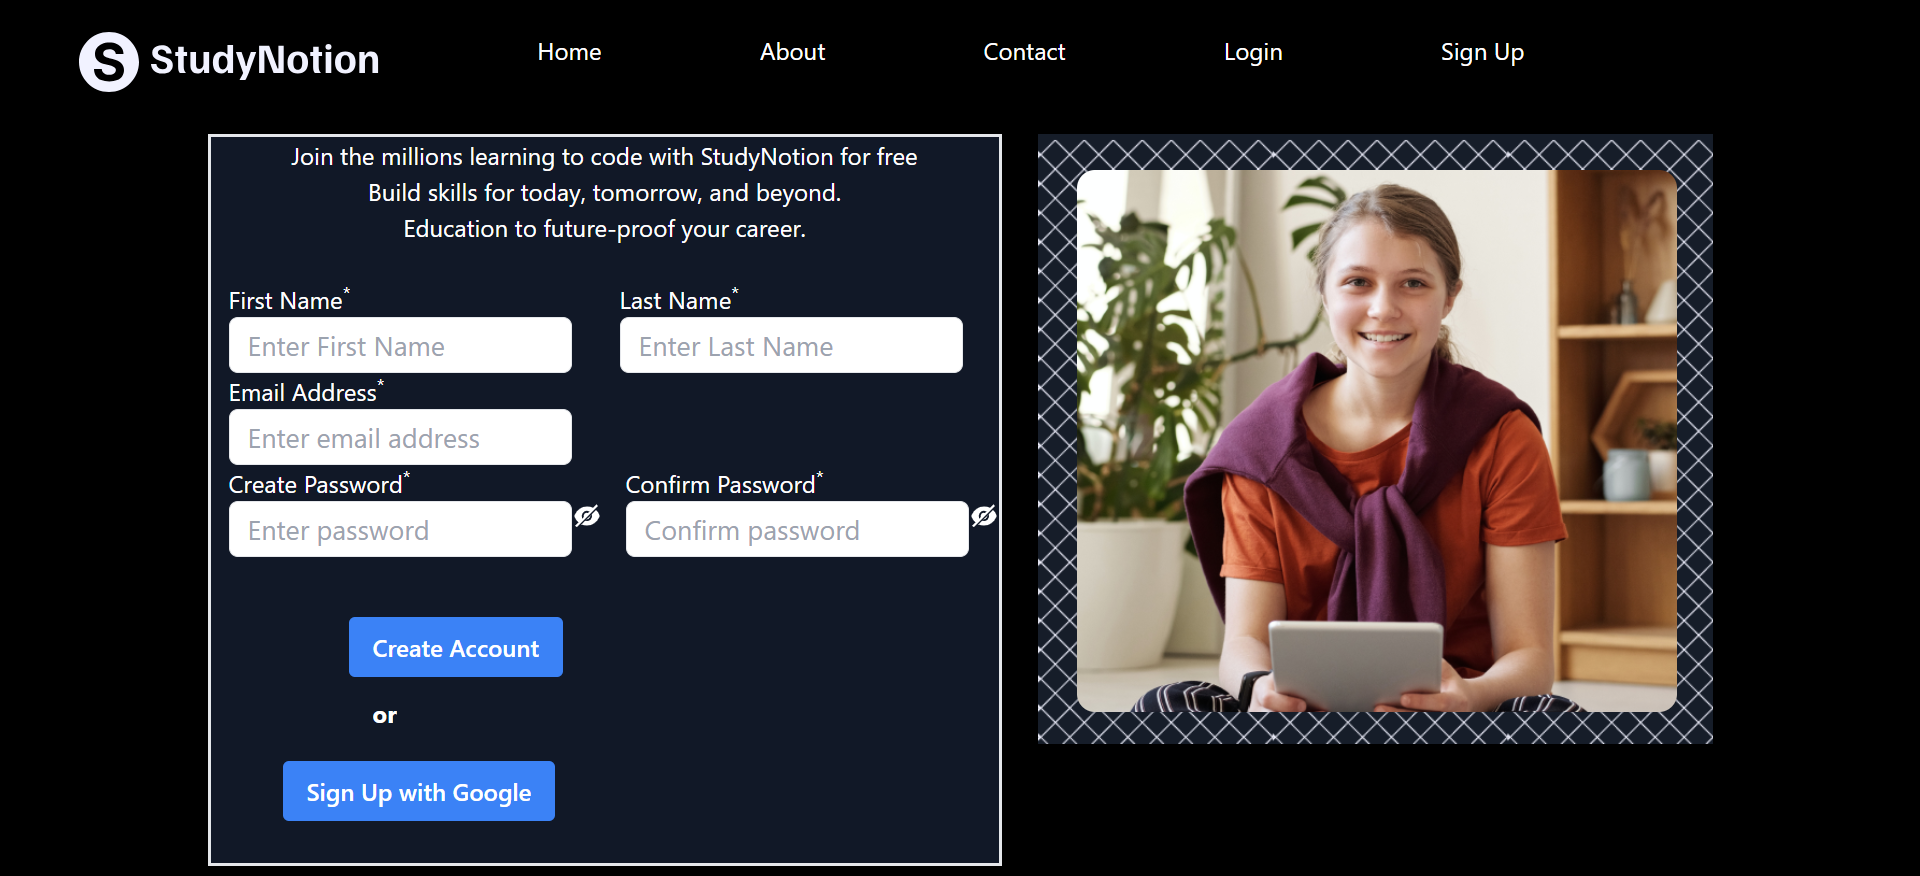 S StudyNotion
Home About Contact Login Sign Up
Join the millions learning to code with StudyNotion for free
Build skills for today, tomorrow, and beyond.
Education to future-proof your career.
First Name* Last Name*
Enter First Name Enter Last Name
Email Address*
Enter email address
Create Password* Confirm Password*
Enter password Confirm password
Create Account
or
Sign Up with Google